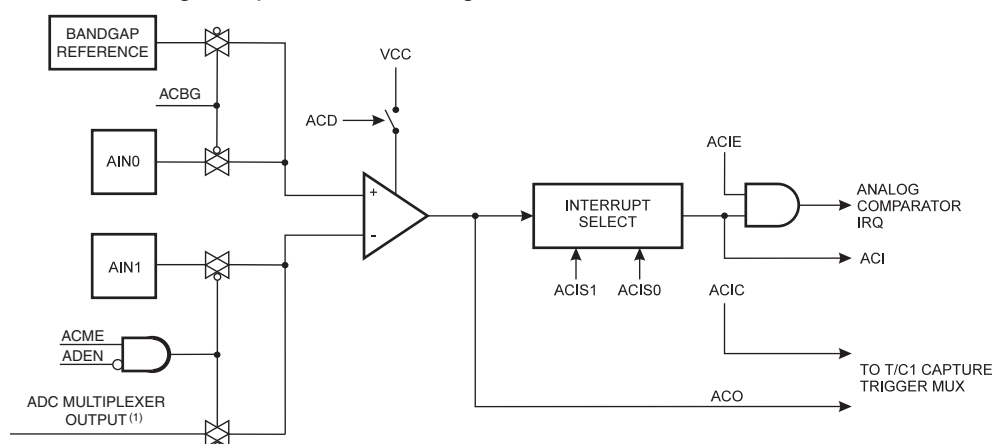 BANDGAP
REFERENCE
VCC
ACBG
ACD
ACIE
AIN0
+
-
INTERRUPT
SELECT
ANALOG
COMPARATOR
IRQ
AIN1
ACI
ACIS1 ACIS0
ACIC
ACME
ADEN
TO T/C1 CAPTURE
TRIGGER MUX
ADC MULTIPLEXER
OUTPUT(1)
ACO